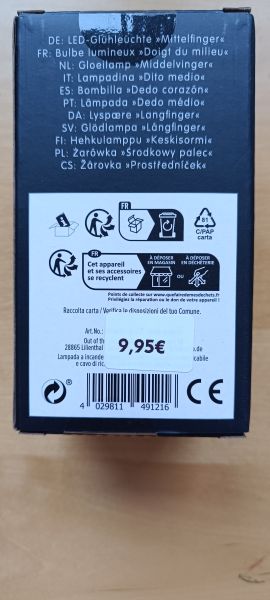 DE: LED-Glühleuchte »Mittelfinger«
FR: Bulbe lumineux »Doigt du milieu«
NL: Gloeilamp »Middelvinger«
IT: Lampadina »Dito medio«
ES: Bombilla »Dedo corazón«
PT: Lâmpada »Dedo médio«
DA: Lyspære »Langfinger«
SV: Glödlampa »Långfinger«
FI: Hehkulamppu »Keskisormi«
PL: Żarówka »Środkowy palec«
CS: Žárovka »Prostředníček«
FR
81
C/PAP
carta
FR
Cet appareil
et ses accessoires
se recyclent
À DÉPOSER
EN MAGASIN
OU
À DÉPOSER
EN DÉCHÈTERIE
Points de collecte sur www.quefairedemesdechets.fr
Privilégiez la réparation ou le don de votre appareil !
Raccolta carta / Verifica le disposizioni del tuo Comune.
Art.No.:
Out of the
28865 Lilienthal
.de
Lampada a incande
cabile
e cavo di ric
9,95€
CE
4 029811 491216